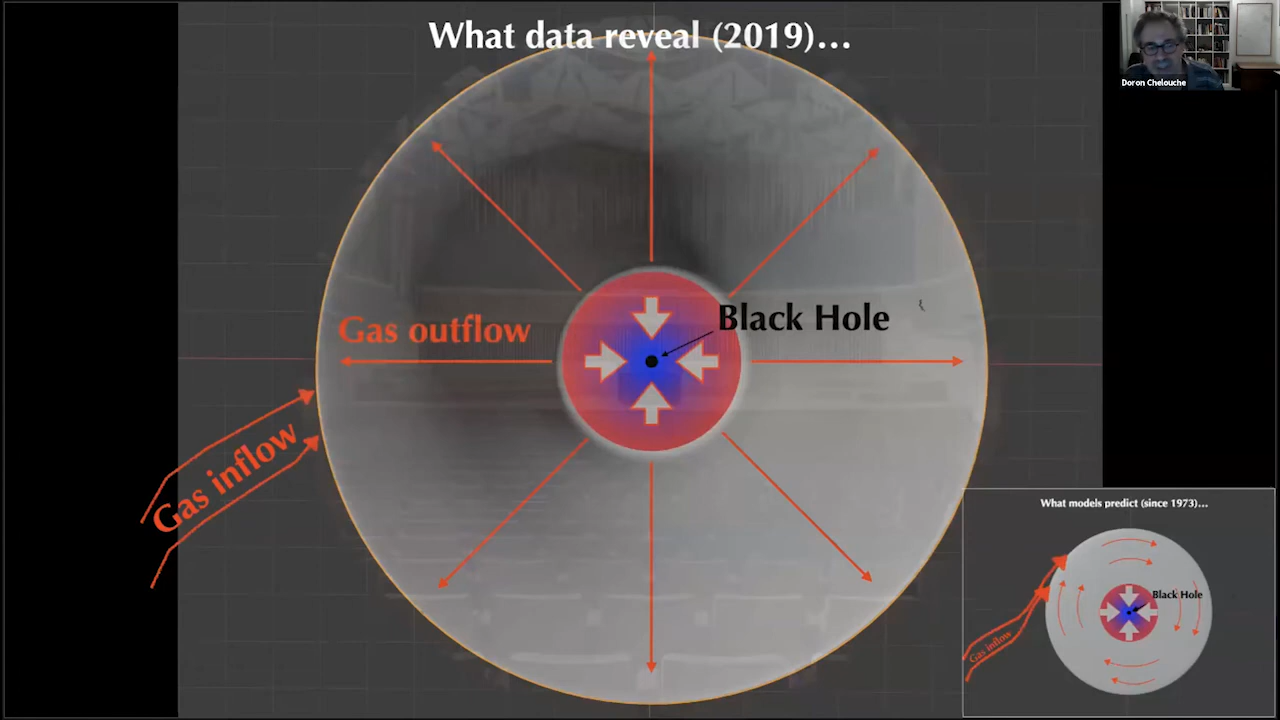 What data reveal (2019)...
Doron Chelouche
Black Hole
Gas outflow
Gas inflow
What models predict (since 1973)...
Black Hole
Gas inflow